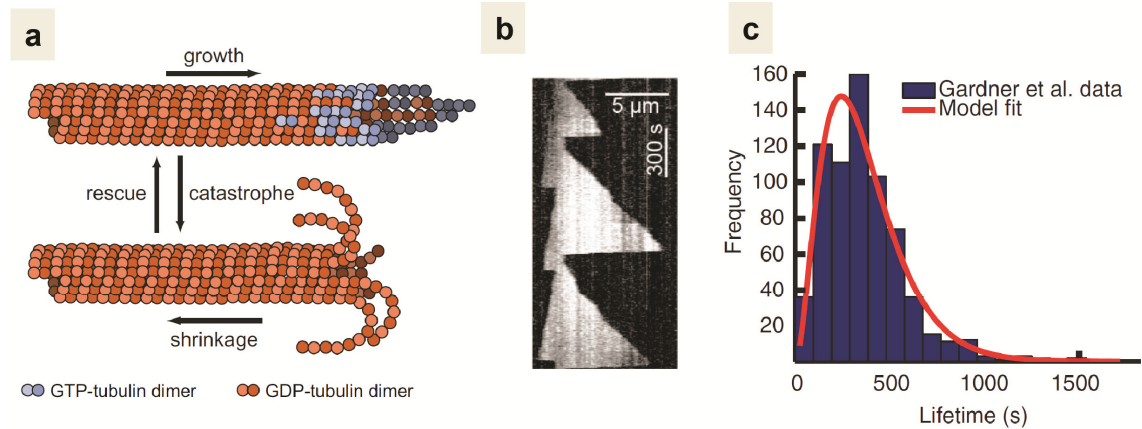 a
growth
rescue
catastrophe
shrinkage
GTP-tubulin dimer
GDP-tubulin dimer
b
5 µm
300 s
c
Frequency
160
140
120
100
80
60
40
20
Gardner et al. data
Model fit
0
500
1000
1500
Lifetime (s)